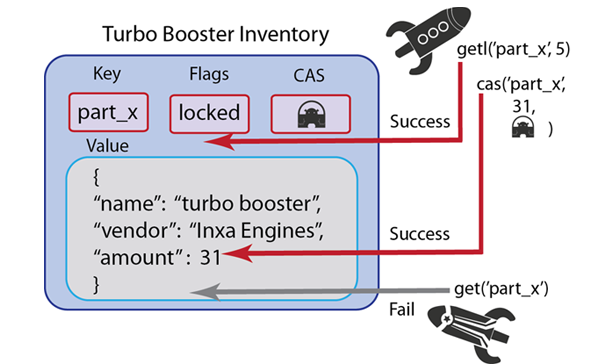 Turbo Booster Inventory
Key
Flags
CAS
part_x
locked
Value
{
“name”: “turbo booster”,
“vendor”: “Inxa Engines”,
“amount” : 31
}
getl(‘part_x’, 5)
cas(‘part_x’,
31,
)
Success
Success
get(‘part_x’)
Fail